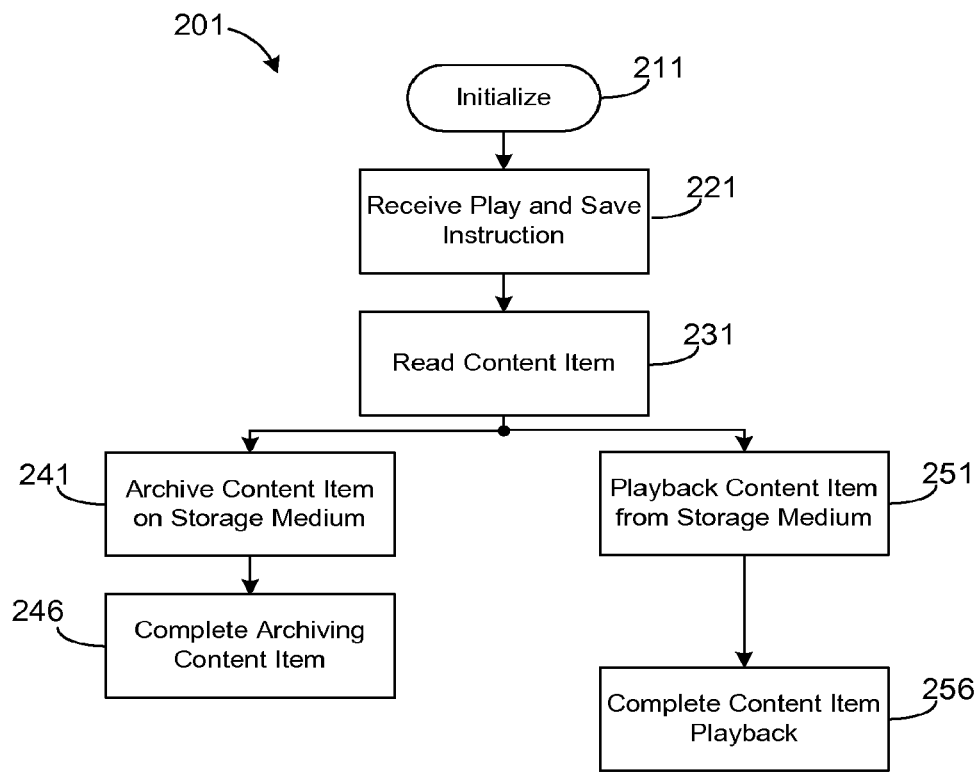 201
Initialize
211
Receive Play and Save
Instruction
221
Read Content Item
231
241
Archive Content Item
on Storage Medium
Playback Content Item
from Storage Medium
251
246
Complete Archiving
Content Item
Complete Content Item
Playback
256